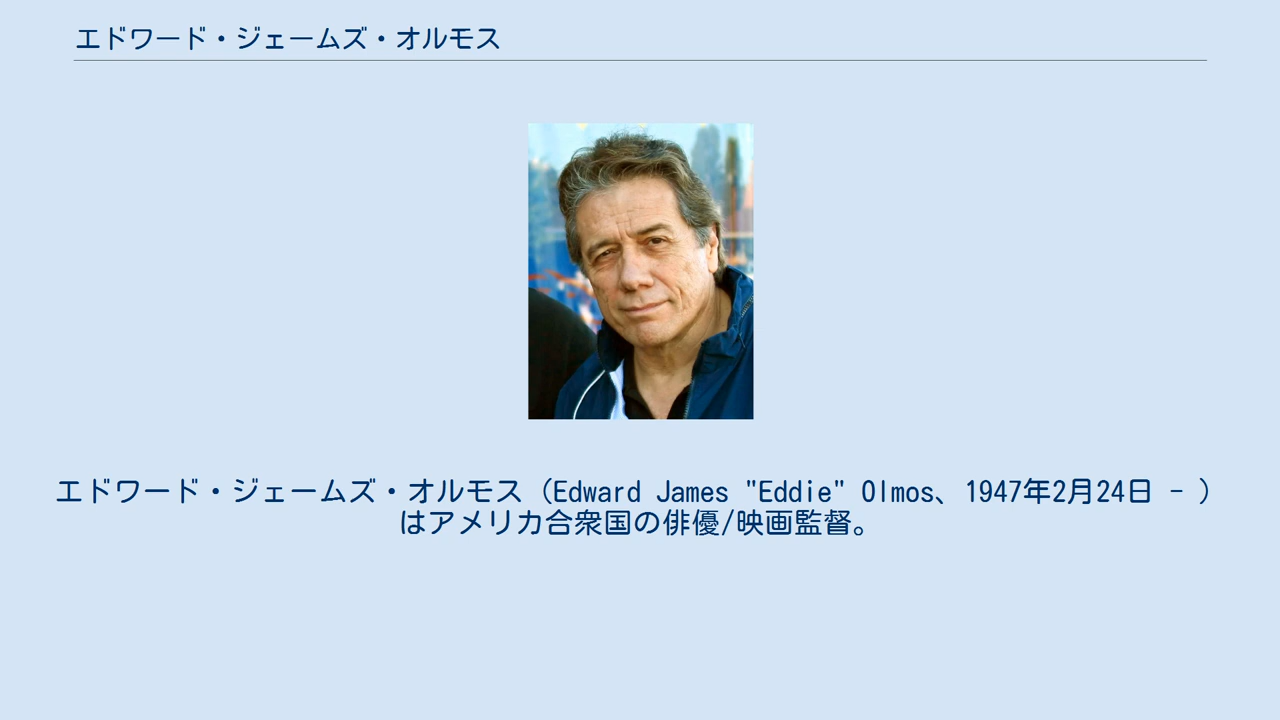 エドワード・ジェームズ・オルモス
エドワード・ジェームズ・オルモス（Edward James "Eddie" Olmos、1947年2月24日 - ）
はアメリカ合衆国の俳優/映画監督。